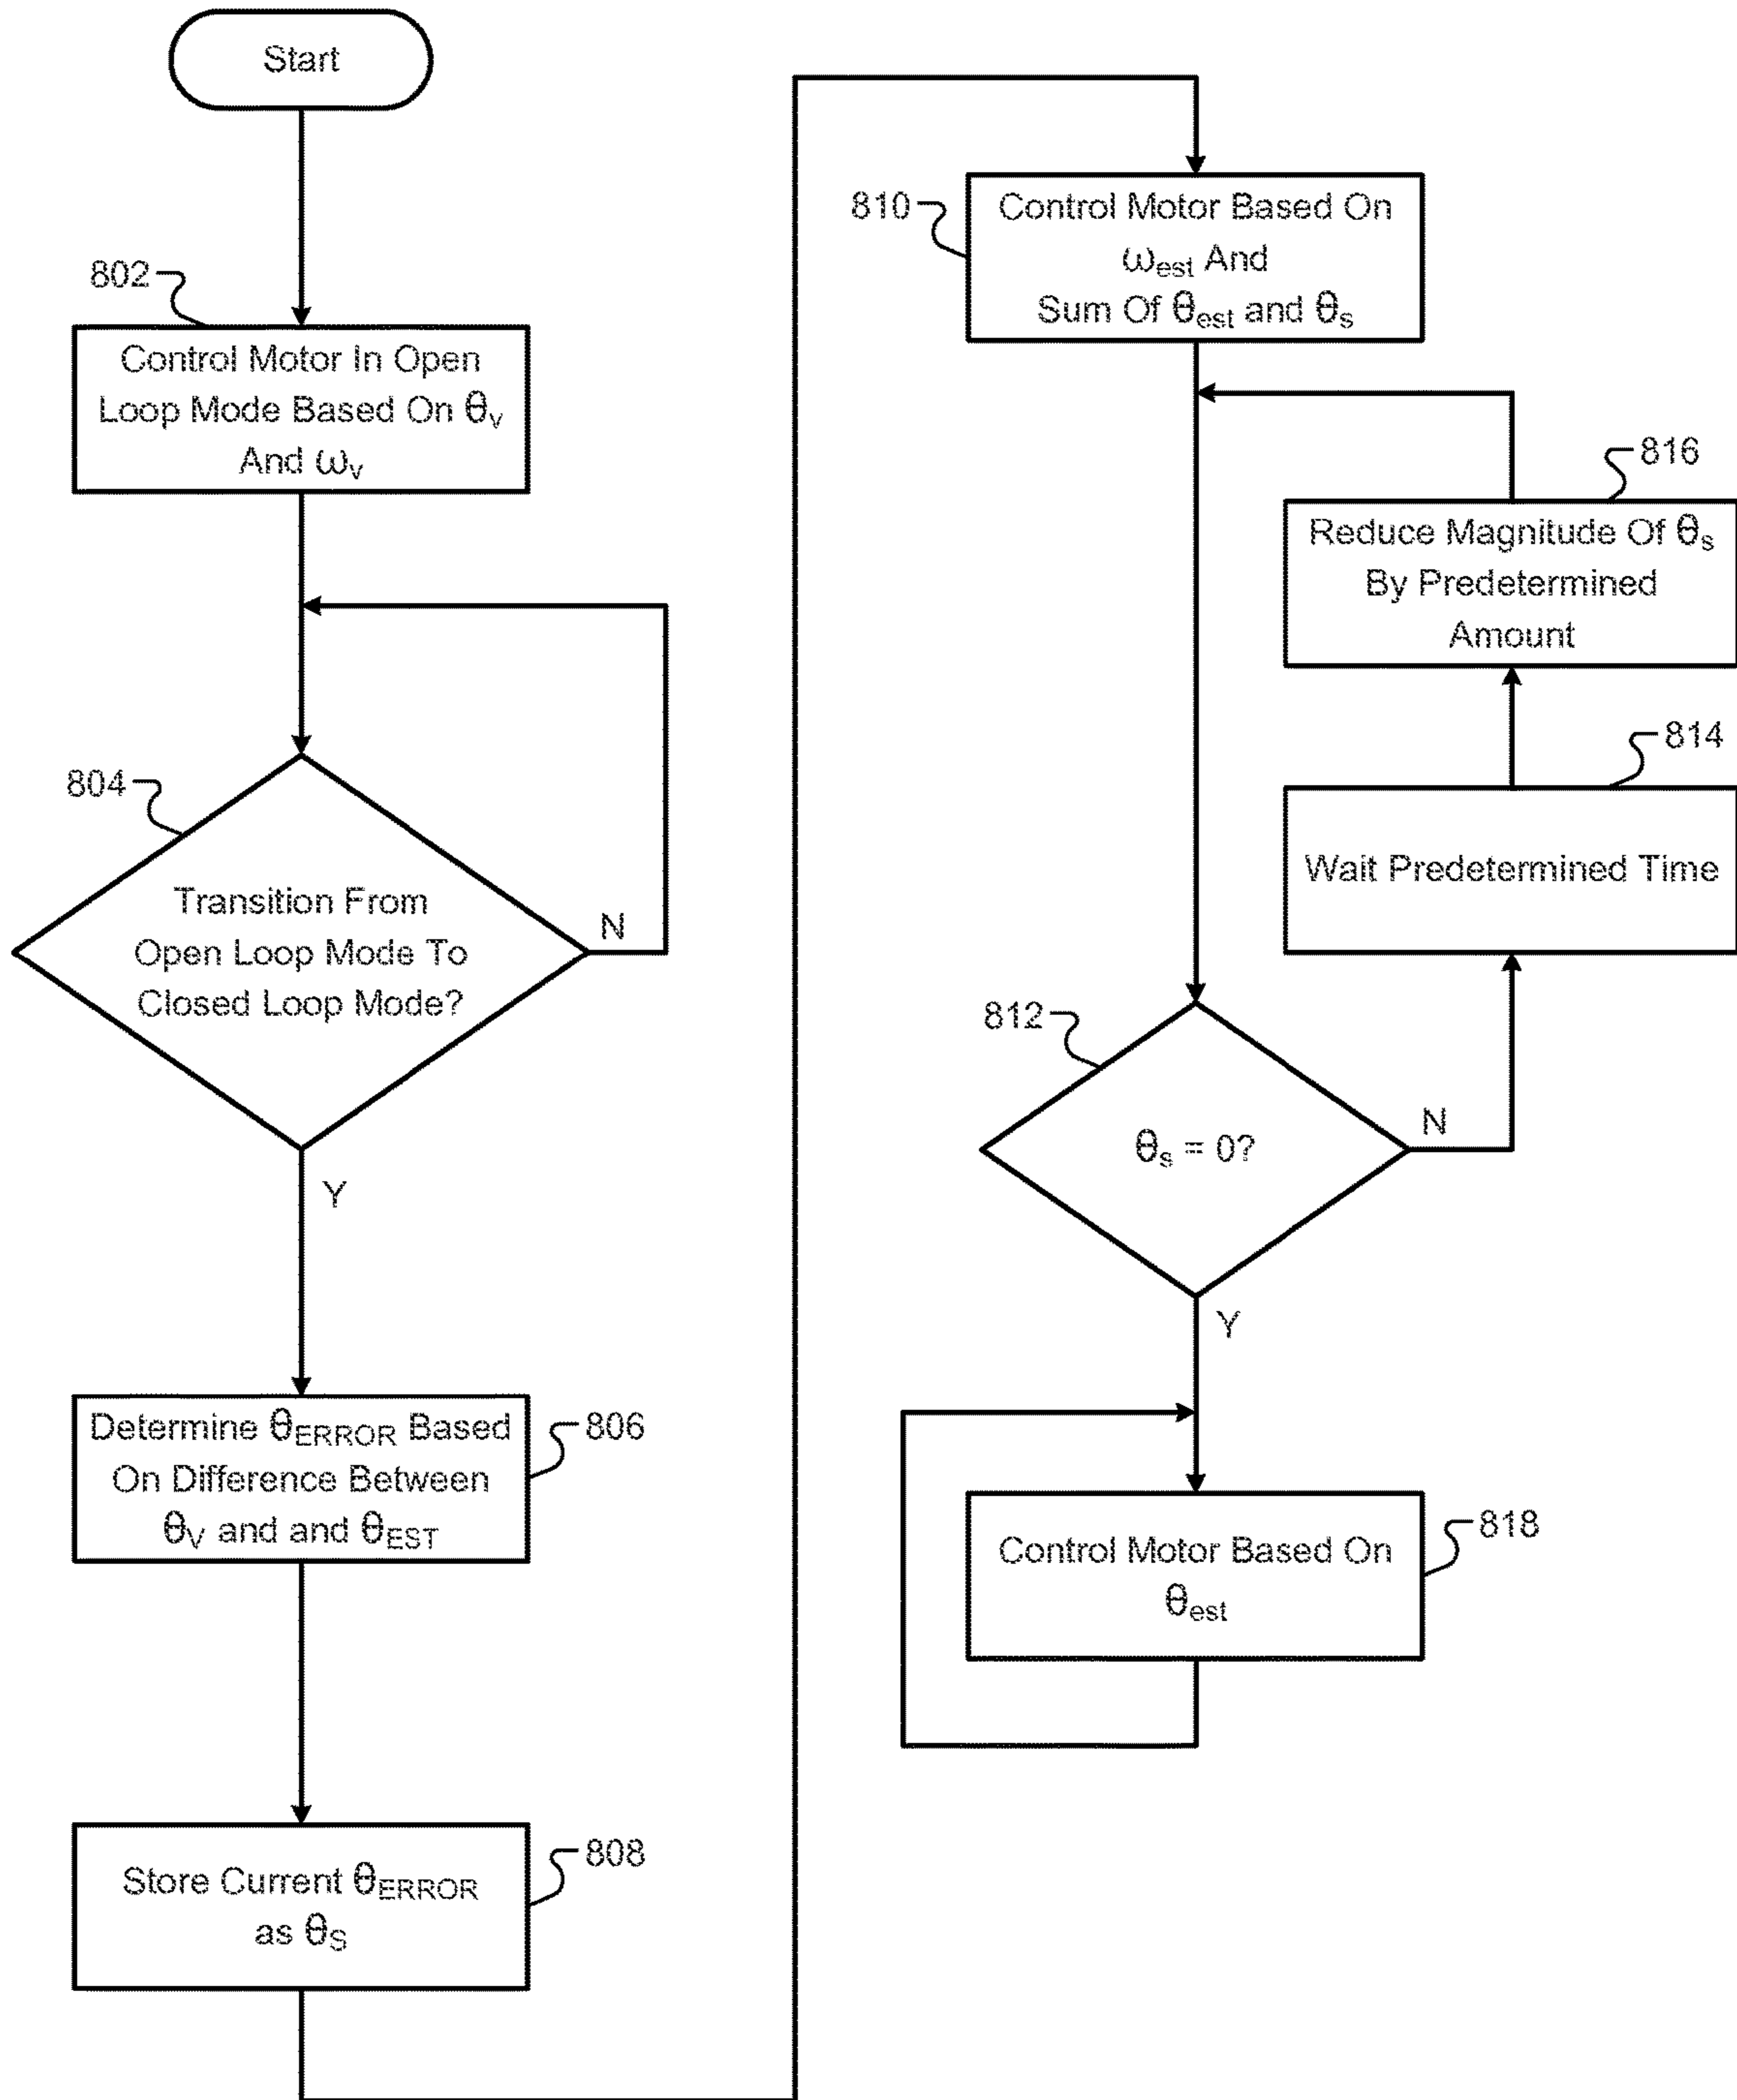 Start
802
Control Motor In Open
Loop Mode Based On θv
And ωv
804
Transition From
Open Loop Mode To
Closed Loop Mode?
N
Y
Determine θERROR Based
On Difference Between
θV and and θEST
806
Store Current θERROR
as θS
808
810
Control Motor Based On
ωest And
Sum Of θest and θs
816
Reduce Magnitude Of θs
By Predetermined
Amount
814
Wait Predetermined Time
812
θs = 0?
N
Y
Control Motor Based On
θest
818